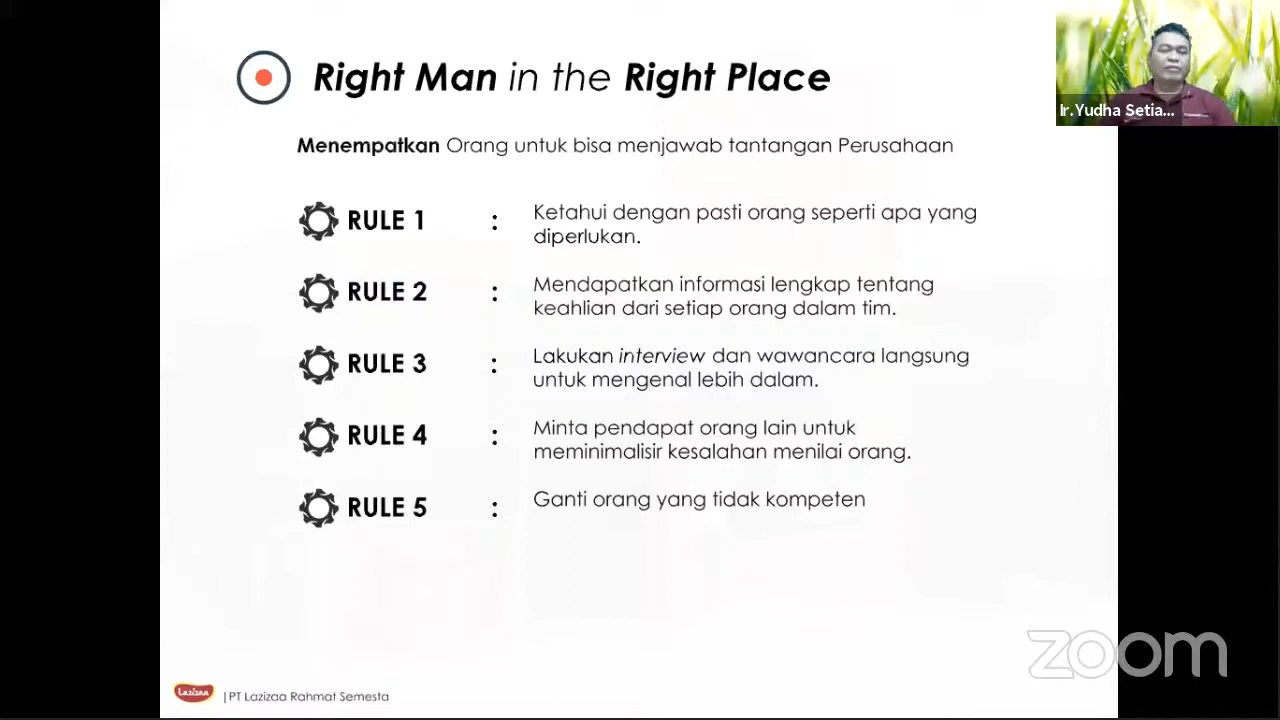 Right Man in the Right Place
Ir.Yudha Setia...
Menempatkan Orang untuk bisa menjawab tantangan Perusahaan
RULE 1 : Ketahui dengan pasti orang seperti apa yang
diperlukan.
RULE 2 : Mendapatkan informasi lengkap tentang
keahlian dari setiap orang dalam tim.
RULE 3 : Lakukan interview dan wawancara langsung
untuk mengenal lebih dalam.
RULE 4 : Minta pendapat orang lain untuk
meminimalisir kesalahan menilai orang.
RULE 5 : Ganti orang yang tidak kompeten
zoom
Lazizaa |PT Lazizaa Rahmat Semesta